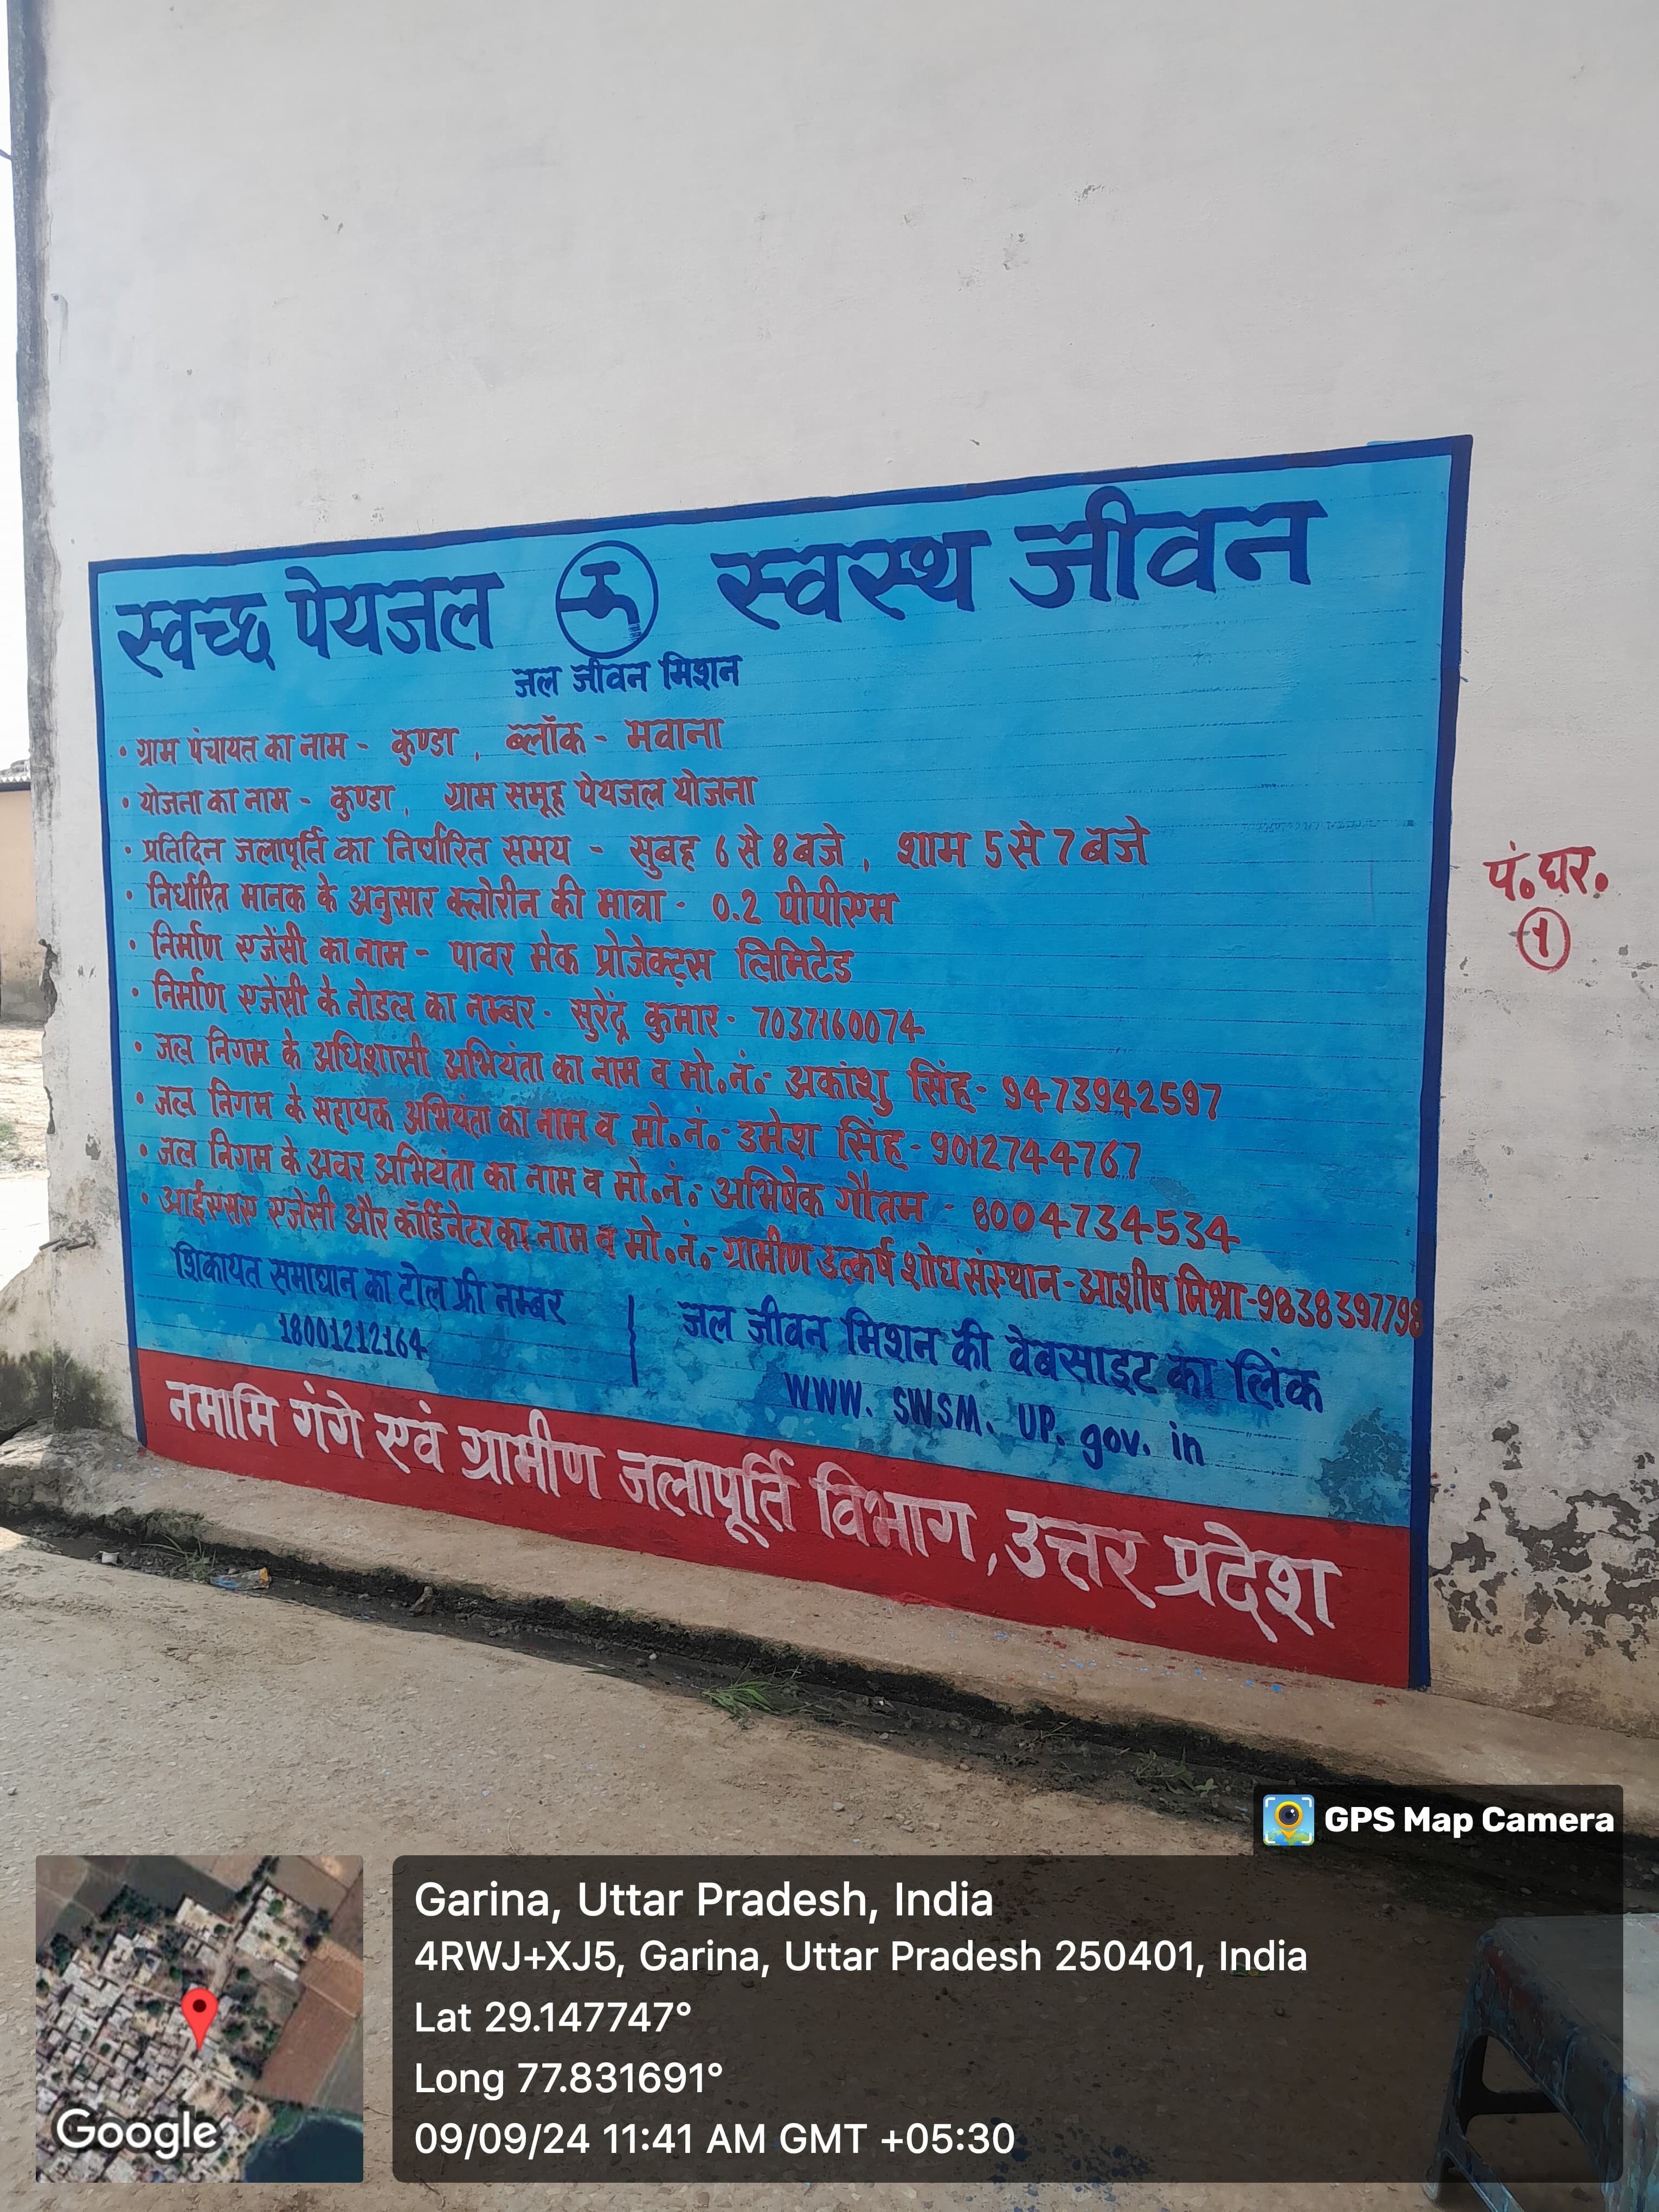 स्वच्छ पेयजल स्वस्थ जीवन
जल जीवन मिशन
• ग्राम पंचायत का नाम - कुण्डा , ब्लॉक - मवाना
• योजना का नाम - कुण्डा , ग्राम समूह पेयजल योजना
• प्रतिदिन जलापूर्ति का निर्धारित समय - सुबह 6 से 8 बजे , शाम 5 से 7 बजे
• निर्धारित मानक के अनुसार क्लोरीन की मात्रा - 0.2 पीपीएम
• निर्माण एजेंसी का नाम - पावर मेक प्रोजेक्ट्स लिमिटेड
• निर्माण एजेंसी के नोडल का नम्बर - सुरेंद्र कुमार - 7037160074
• जल निगम के अधिशासी अभियंता का नाम व मो.नं.- अकांशु सिंह - 9473942597
• जल निगम के सहायक अभियंता का नाम व मो.नं.- उमेश सिंह - 9012744767
• जल निगम के अवर अभियंता का नाम व मो.नं.- अभिषेक गौतम - 8004734534
• आईएसए एजेंसी और कॉर्डिनेटर का नाम व मो.नं.- ग्रामीण उत्कर्ष शोध संस्थान - आशीष मिश्रा - 9838397798
शिकायत समाधान का टोल फ्री नम्बर
18001212164
जल जीवन मिशन की वेबसाइट का लिंक
WWW. SWSM. UP. gov. in
नमामि गंगे एवं ग्रामीण जलापूर्ति विभाग, उत्तर प्रदेश
पं॰घर.
1
GPS Map Camera
Garina, Uttar Pradesh, India
4RWJ+XJ5, Garina, Uttar Pradesh 250401, India
Lat 29.147747°
Long 77.831691°
09/09/24 11:41 AM GMT +05:30
Google